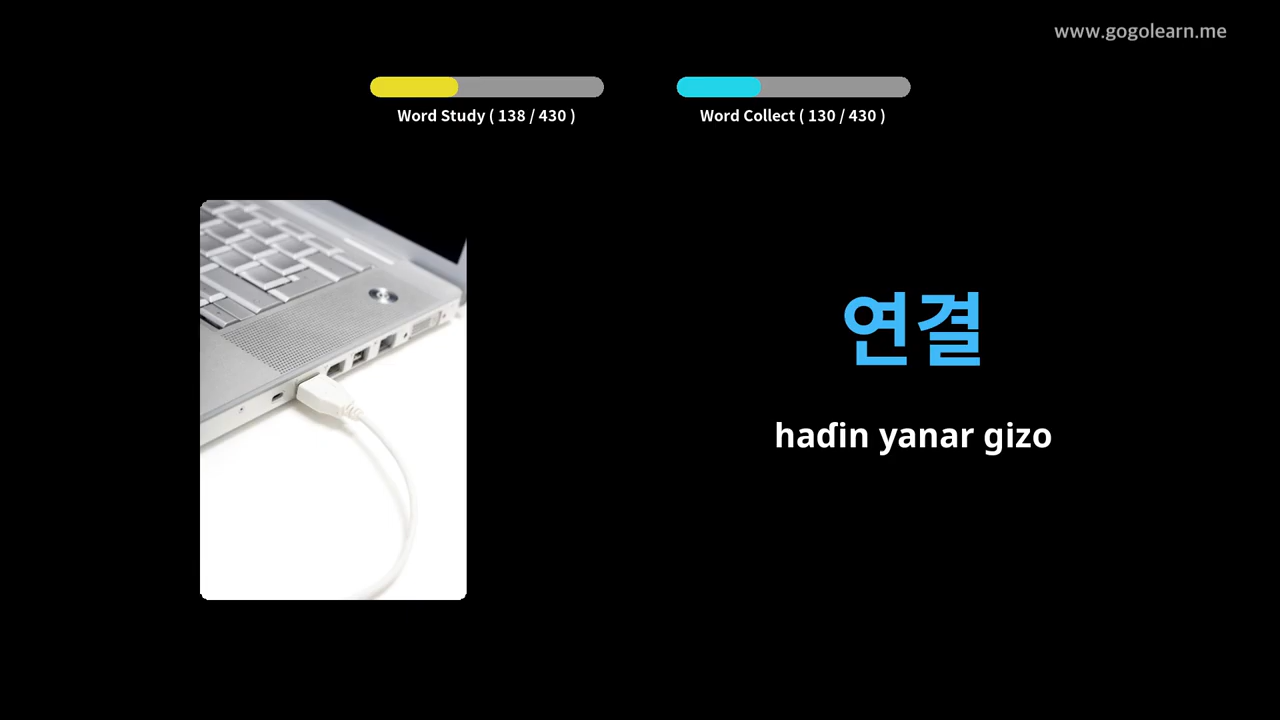 www.gogolearn.me
Word Study ( 138 / 430 )
Word Collect ( 130 / 430 )
연결
haɗin yanar gizo